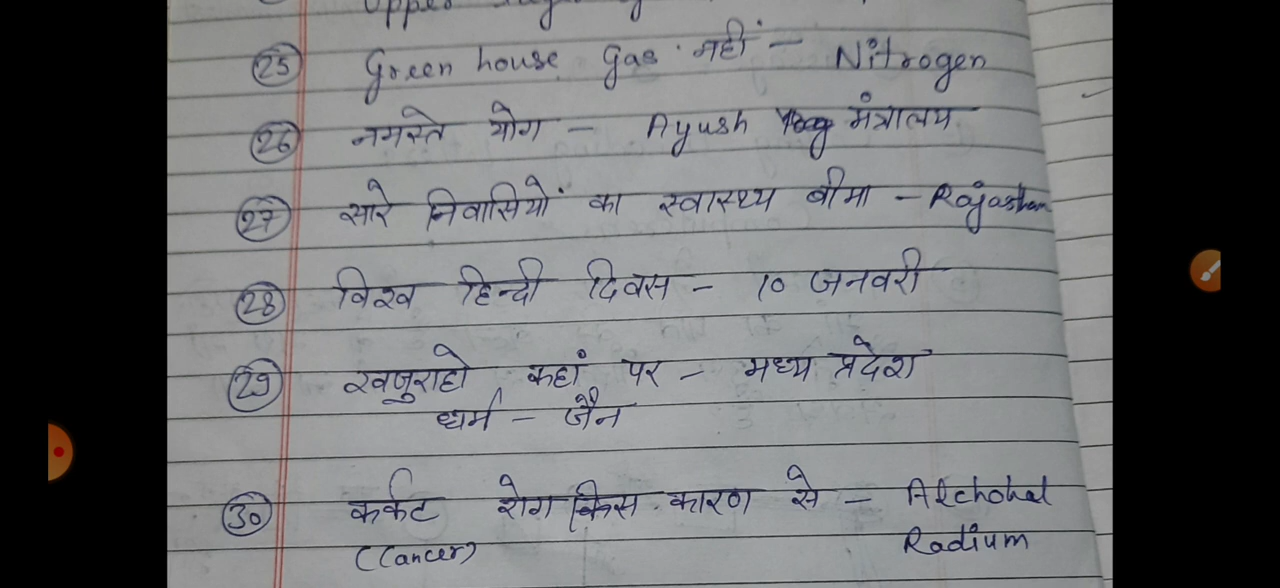 Upper
25 Green house Gas नहीं - Nitrogen
26 नमस्ते योग - Ayush मंत्रालय
27 सारे निवासियों का स्वास्थ्य बीमा - Rajasthan
28 विश्व हिन्दी दिवस - 10 जनवरी
29 खजुराहो कहां पर - मध्य प्रदेश
धर्म - जैन
30 कर्कट रोग किस कारण से - Alchohal
(Cancer) Radium